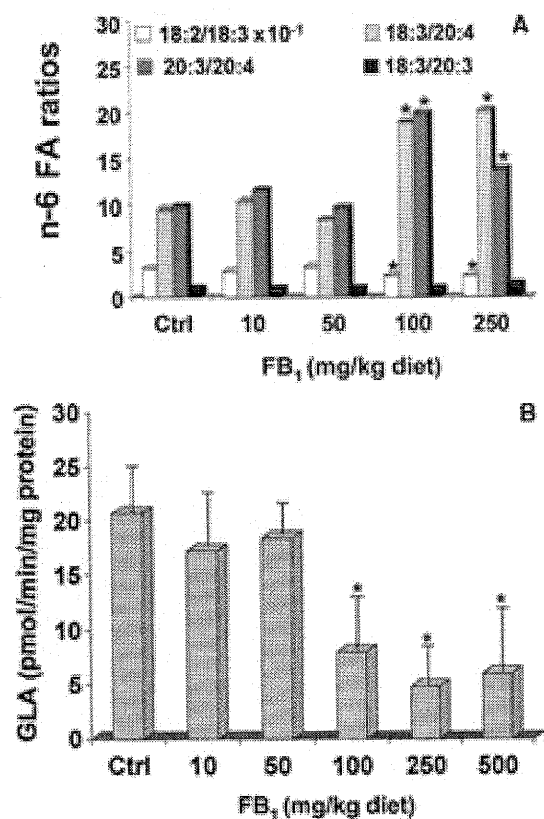 A
18:2/18:3 x 10⁻¹ 18:3/20:4
20:3/20:4 18:3/20:3
n-6 FA ratios
30
25
20
15
10
5
0
* * * * * *
Ctrl 10 50 100 250
FB₁ (mg/kg diet)
B
GLA (pmol/min/mg protein)
30
25
20
15
10
5
0
* * *
Ctrl 10 50 100 250 500
FB₁ (mg/kg diet)